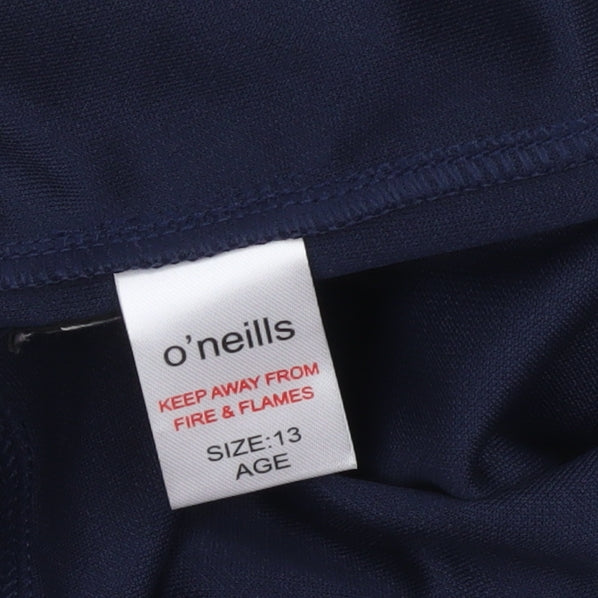 o'neills
KEEP AWAY FROM
FIRE & FLAMES
SIZE:13
AGE